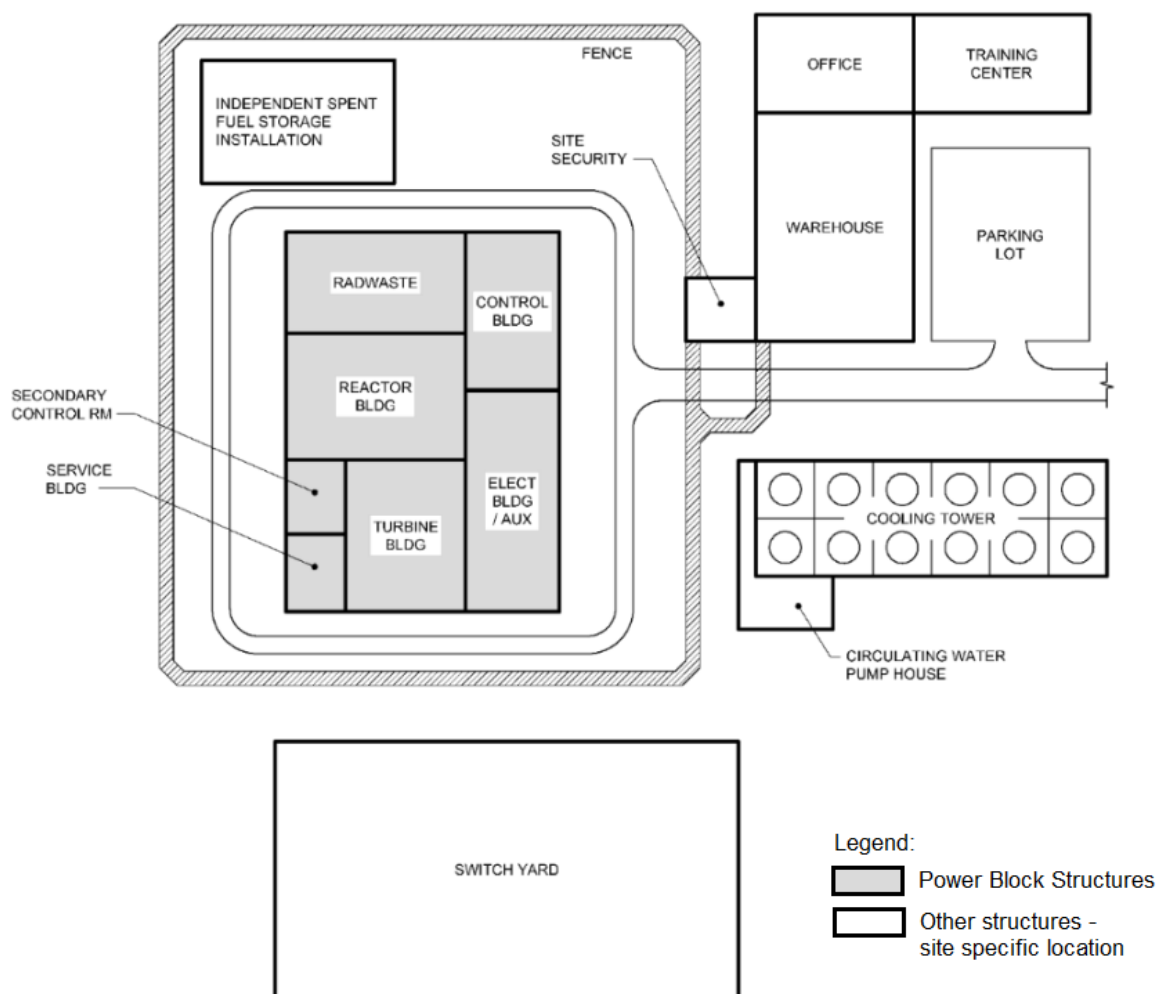 FENCE
OFFICE
TRAINING
CENTER
INDEPENDENT SPENT
FUEL STORAGE
INSTALLATION
SITE
SECURITY
WAREHOUSE
PARKING
LOT
RADWASTE
CONTROL
BLDG
REACTOR
BLDG
SECONDARY
CONTROL RM
SERVICE
BLDG
TURBINE
BLDG
ELECT
BLDG
/ AUX
COOLING TOWER
CIRCULATING WATER
PUMP HOUSE
SWITCH YARD
Legend:
Power Block Structures
Other structures -
site specific location